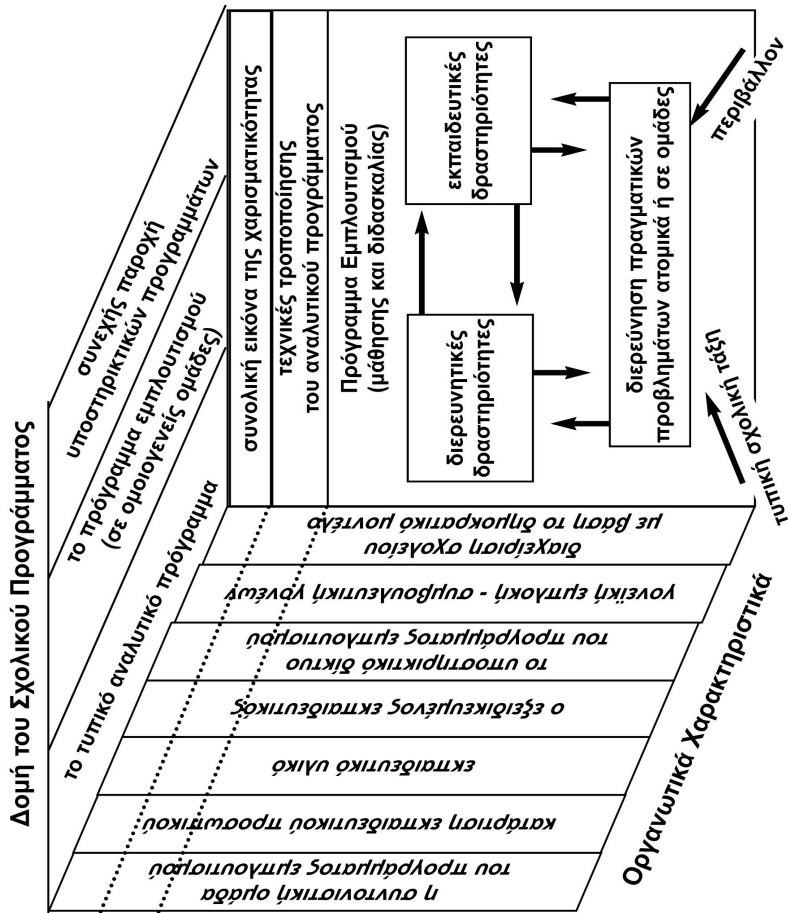 Δομή του Σχολικού Προγράμματος
συνεχής παροχή
υποστηρικτικών προγραμμάτων
το πρόγραμμα εμπλουτισμού
(σε ομοιογενείς ομάδες)
το τυπικό αναλυτικό πρόγραμμα
συνολική εικόνα της χαρισματικότητας
τεχνικές τροποποίησης
του αναλυτικού προγράμματος
Πρόγραμμα Εμπλουτισμού
(μάθησης και διδασκαλίας)
διερευνητικές
δραστηριότητες
εκπαιδευτικές
δραστηριότητες
διερεύνηση πραγματικών
προβλημάτων ατομικά ή σε ομάδες
τυπική σχολική τάξη
περιβάλλον
Οργανωτικά Χαρακτηριστικά
η συντονιστική ομάδα
του προγράμματος εμπλουτισμού
κατάρτιση εκπαιδευτικού προσωπικού
εκπαιδευτικό υλικό
ο εξειδικευμένος εκπαιδευτικός
το υποστηρικτικό δίκτυο
του προγράμματος εμπλουτισμού
γονεϊκή εμπλοκή - συμβουλευτική γονέων
διαχείριση σχολείου
με βάση το δημοκρατικό μοντέλο